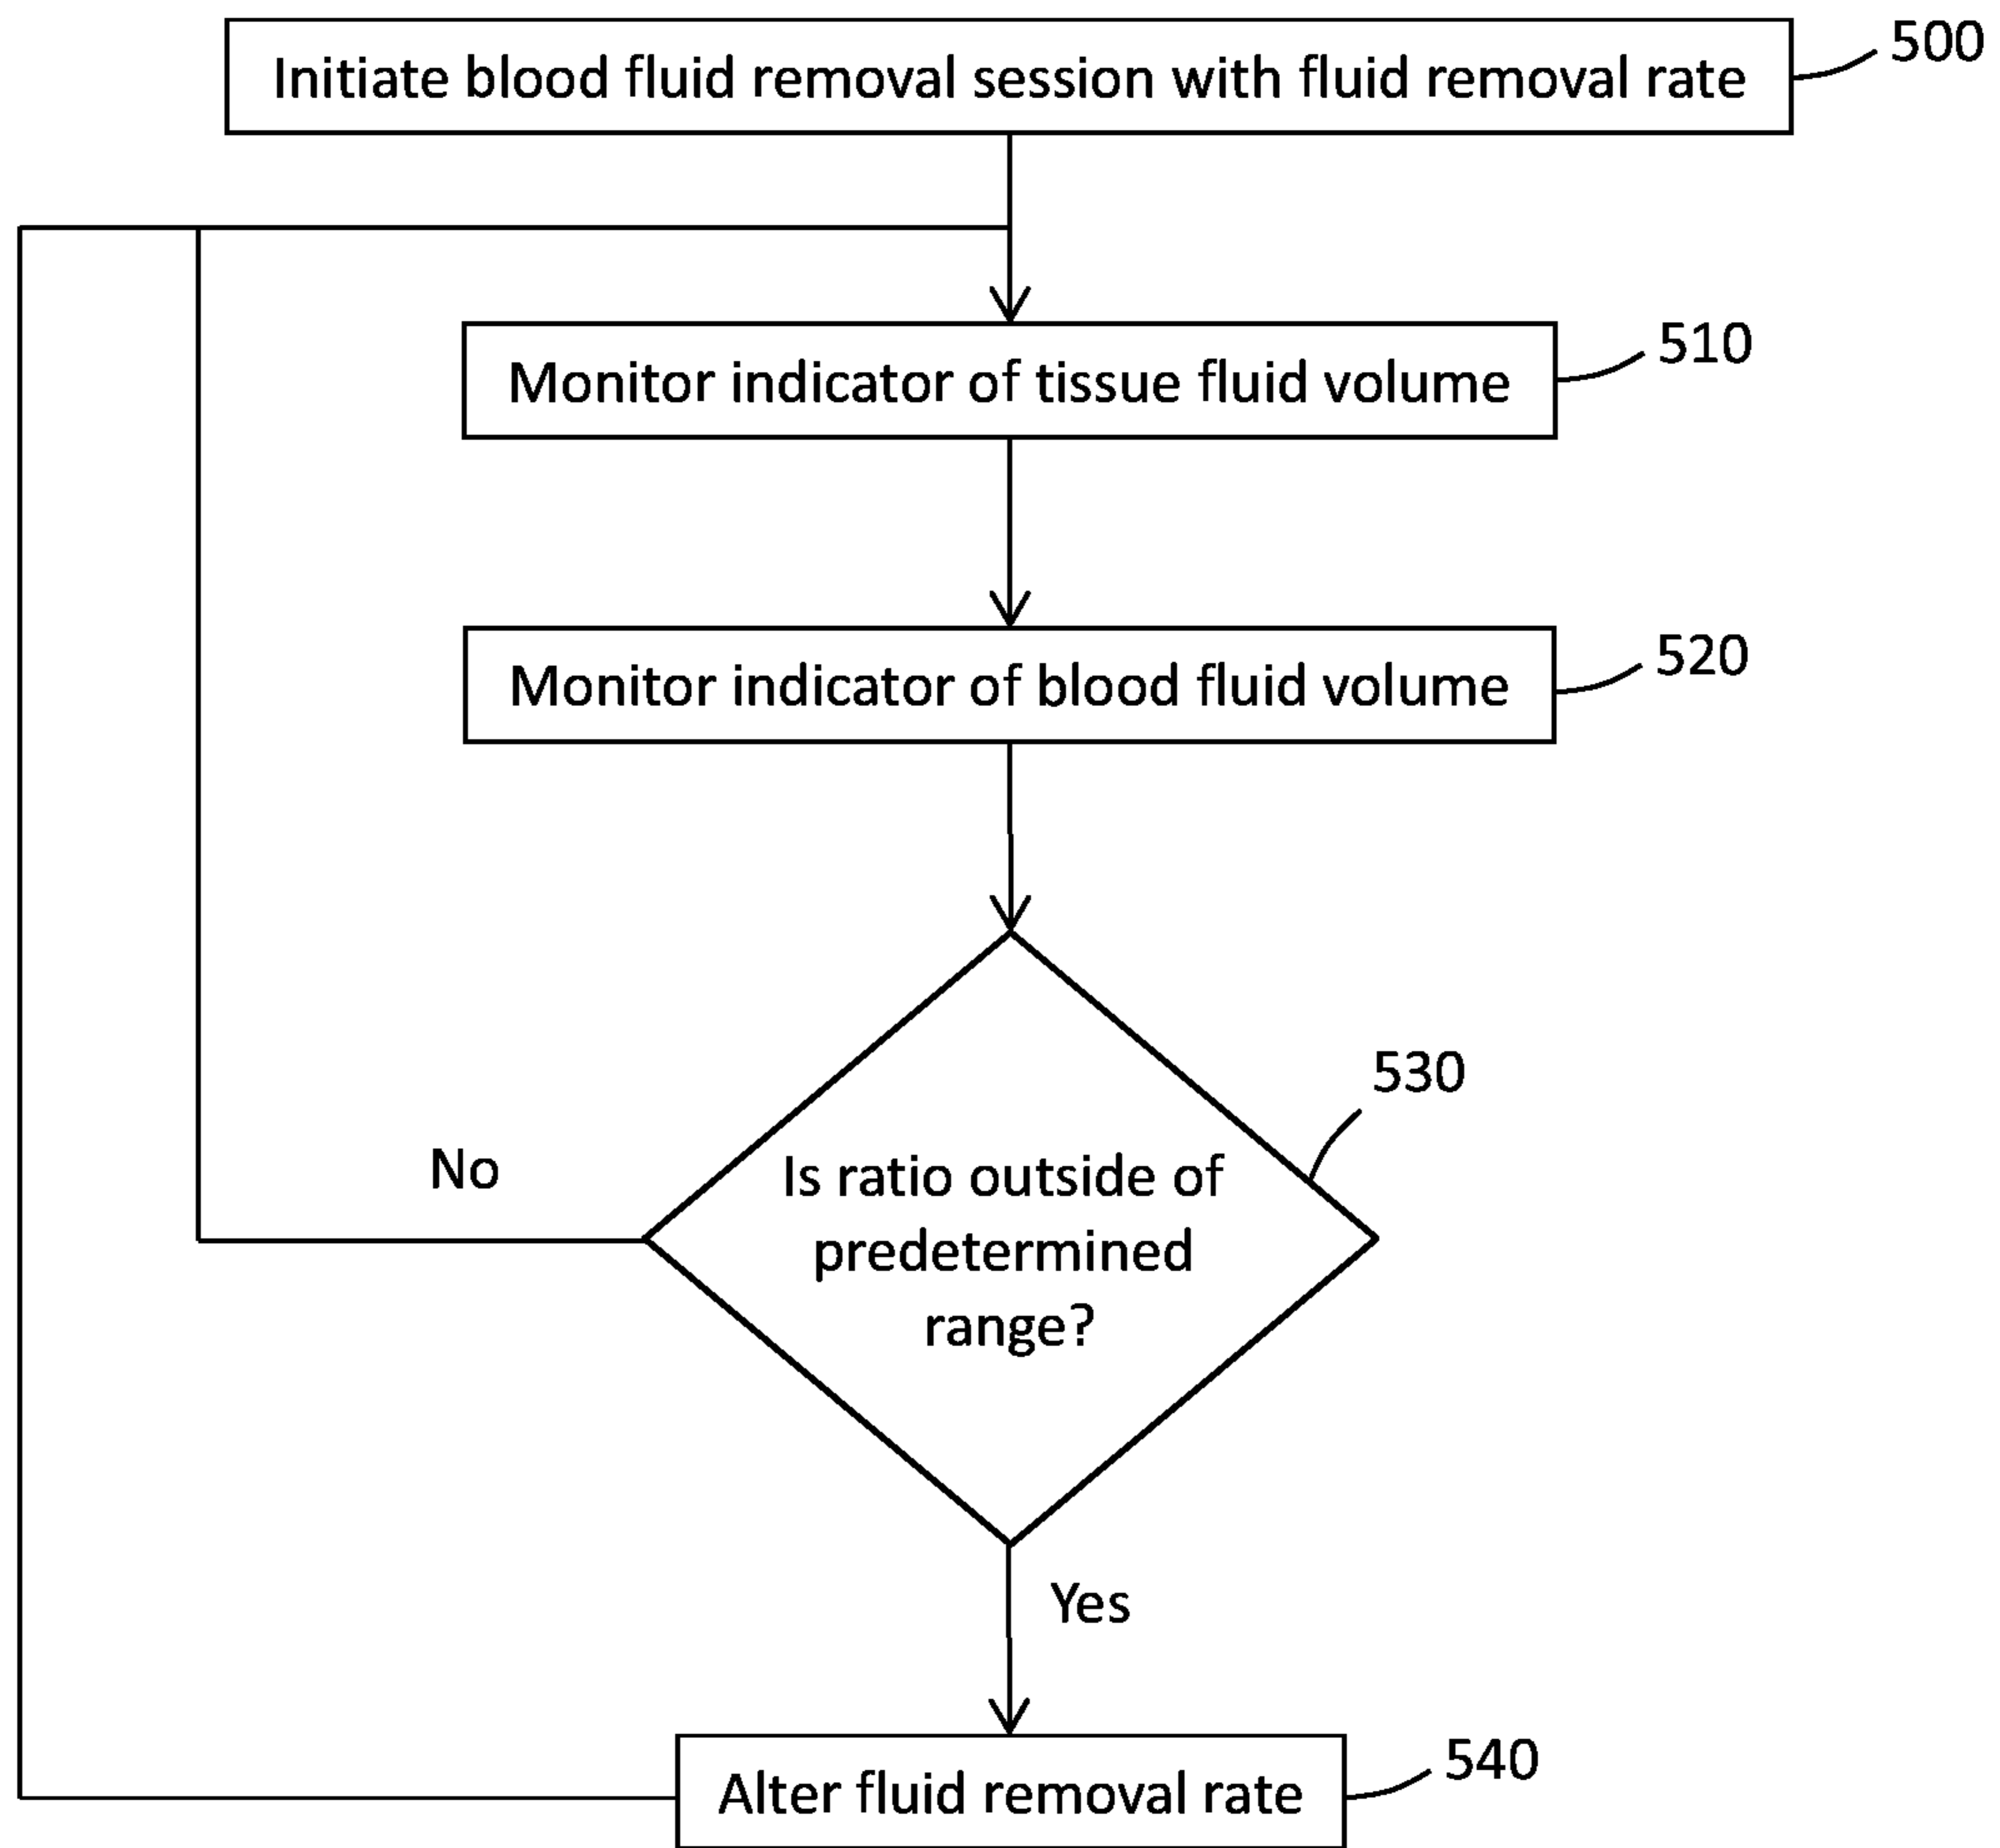 Initiate blood fluid removal session with fluid removal rate
500
Monitor indicator of tissue fluid volume
510
Monitor indicator of blood fluid volume
520
530
Is ratio outside of
predetermined
range?
No
Yes
Alter fluid removal rate
540